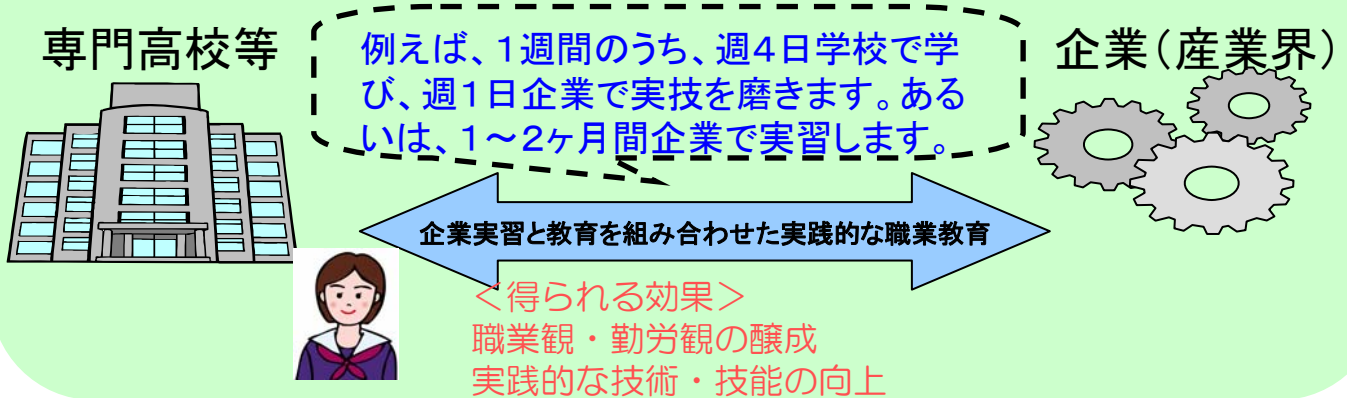 専門高校等
例えば、1週間のうち、週4日学校で学
び、週1日企業で実技を磨きます。ある
いは、1～2ヶ月間企業で実習します。
企業(産業界)
企業実習と教育を組み合わせた実践的な職業教育
＜得られる効果＞
職業観・勤労観の醸成
実践的な技術・技能の向上